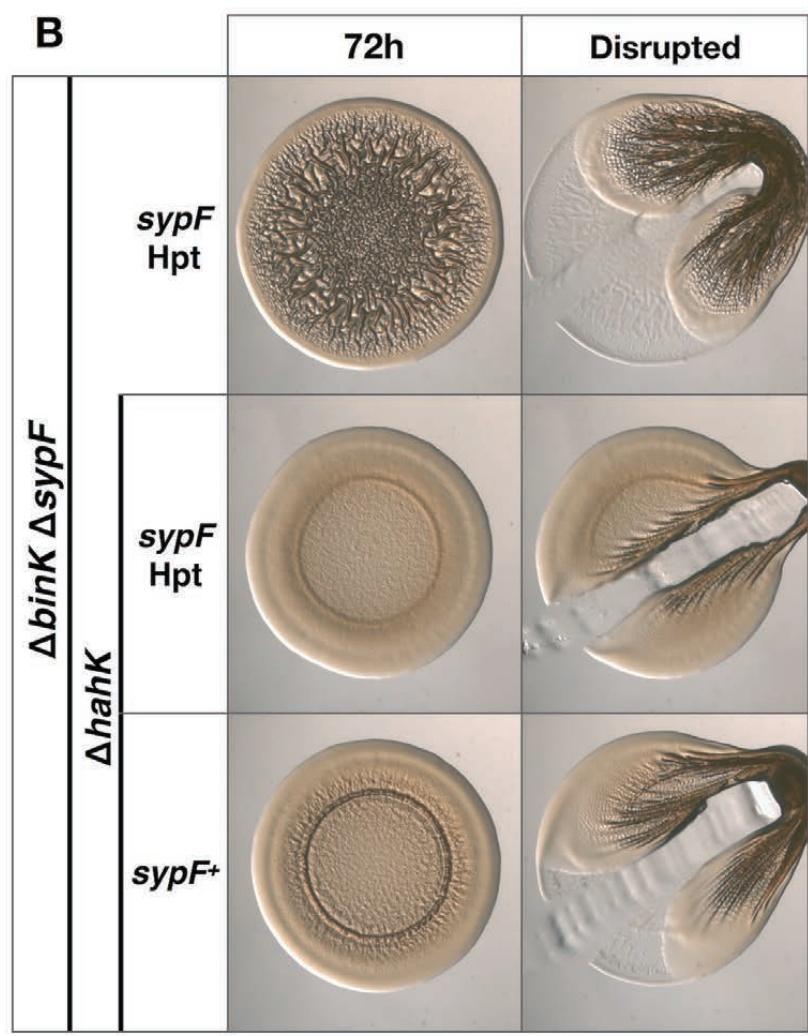 B
72h
Disrupted
ΔbinK ΔsypF
sypF
Hpt
ΔhahK
sypF
Hpt
sypF+